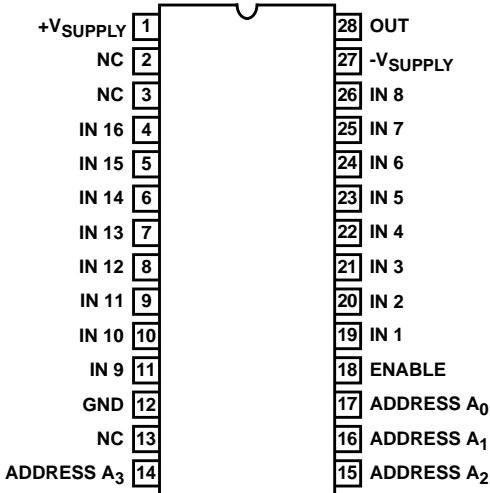 +VSUPPLY 1 28 OUT
NC 2 27 -VSUPPLY
NC 3 26 IN 8
IN 16 4 25 IN 7
IN 15 5 24 IN 6
IN 14 6 23 IN 5
IN 13 7 22 IN 4
IN 12 8 21 IN 3
IN 11 9 20 IN 2
IN 10 10 19 IN 1
IN 9 11 18 ENABLE
GND 12 17 ADDRESS A0
NC 13 16 ADDRESS A1
ADDRESS A3 14 15 ADDRESS A2